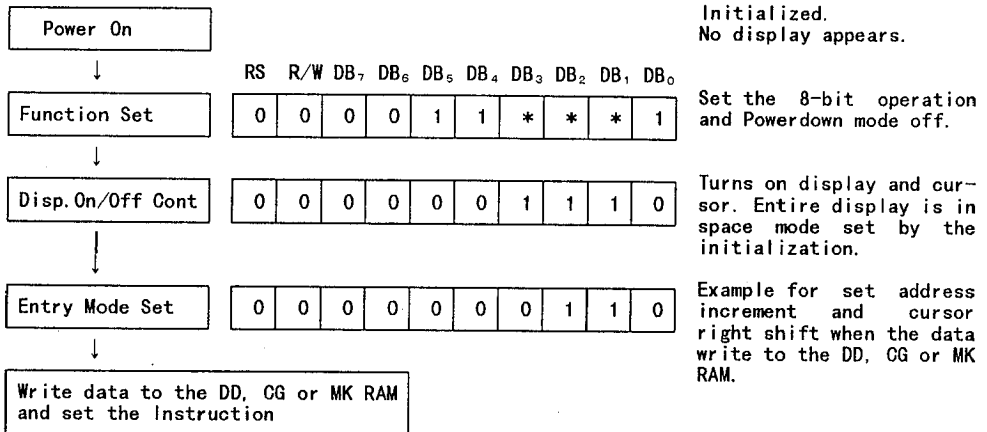 Power On
Initialized.
No display appears.
RS R/W DB₇ DB₆ DB₅ DB₄ DB₃ DB₂ DB₁ DB₀
Function Set
0 0 0 0 1 1 * * * 1
Set the 8-bit operation
and Powerdown mode off.
Disp.On/Off Cont
0 0 0 0 0 0 1 1 1 0
Turns on display and cur-
sor. Entire display is in
space mode set by the
initialization.
Entry Mode Set
0 0 0 0 0 0 0 1 1 0
Example for set address
increment and cursor
right shift when the data
write to the DD, CG or MK
RAM.
Write data to the DD, CG or MK RAM
and set the Instruction